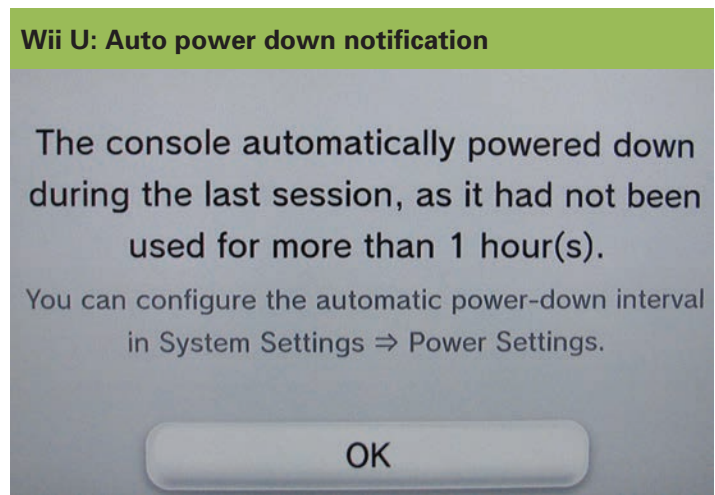 Wii U: Auto power down notification
The console automatically powered down
during the last session, as it had not been
used for more than 1 hour(s).
You can configure the automatic power-down interval
in System Settings ⇒ Power Settings.
OK